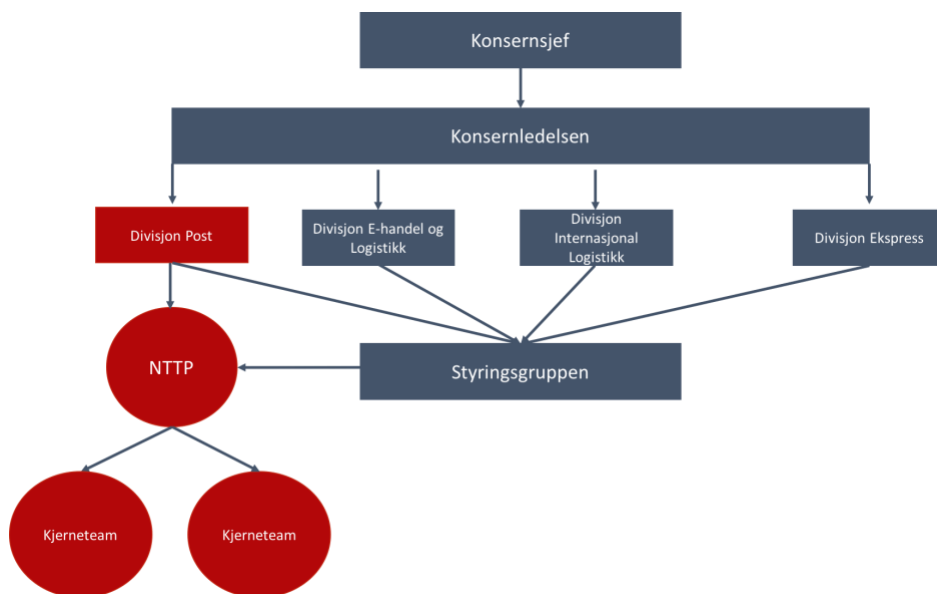 Konsernsjef
Konsernledelsen
Divisjon Post
Divisjon E-handel og
Logistikk
Divisjon
Internasjonal
Logistikk
Divisjon Ekspress
NTTP
Styringsgruppen
Kjerneteam
Kjerneteam